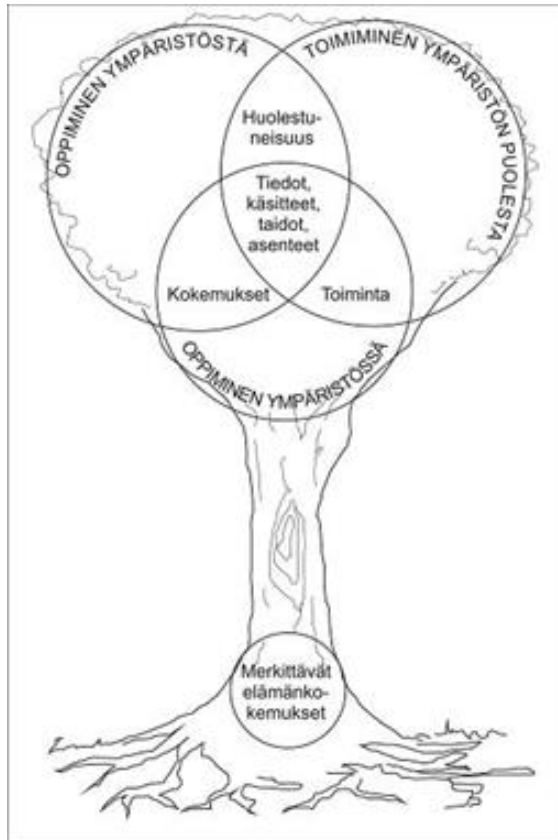 OPPIMINEN YMPÄRISTÖSTÄ
TOIMIMINEN YMPÄRISTÖN PUOLESTA
Huolestu-
neisuus
Tiedot,
käsitteet,
taidot,
asenteet
Kokemukset
Toiminta
OPPIMINEN YMPÄRISTÖSSÄ
Merkittävät
elämänko-
kemukset